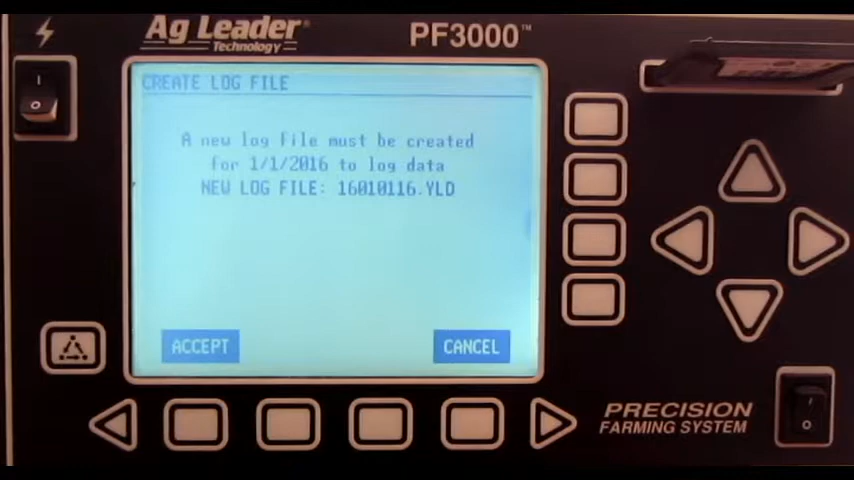 Ag Leader®
Technology
PF3000™
CREATE LOG FILE
A new log file must be created
for 1/1/2016 to log data
NEW LOG FILE: 16010116.YLD
ACCEPT
CANCEL
PRECISION
FARMING SYSTEM